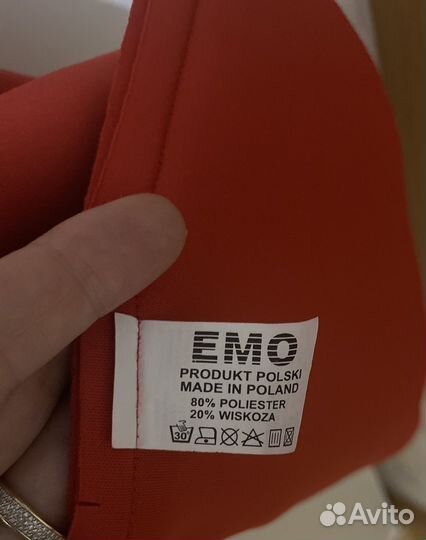 EMO
PRODUKT POLSKI
MADE IN POLAND
80% POLIESTER
20% WISKOZA
30
Avito